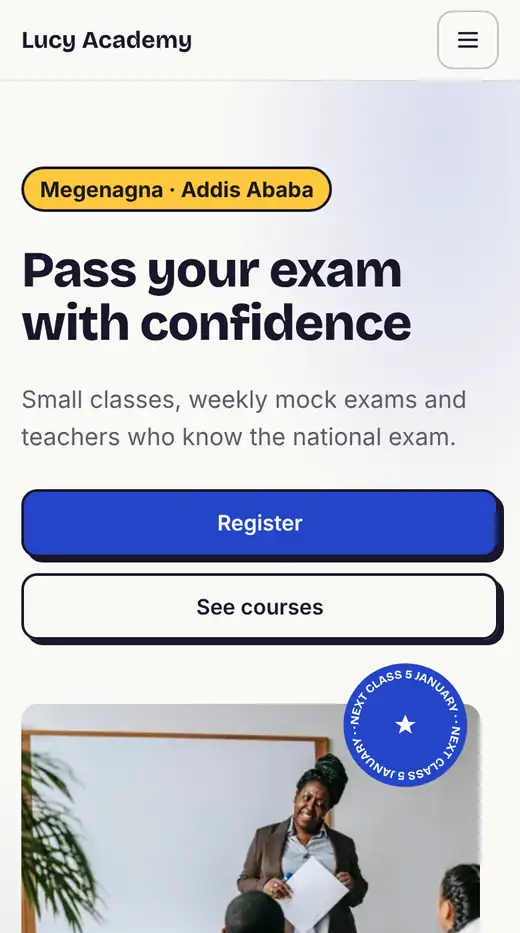 Lucy Academy
Megenagna · Addis Ababa
Pass your exam
with confidence
Small classes, weekly mock exams and
teachers who know the national exam.
Register
See courses
NEXT CLASS 5 JANUARY · · NEXT CLASS 5 JANUARY · ·